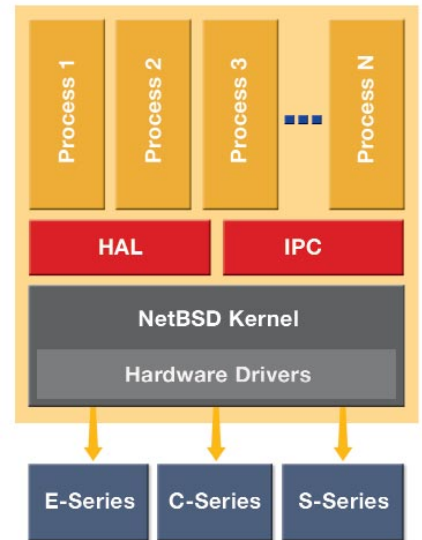 Process 1
Process 2
Process 3
Process N
HAL
IPC
NetBSD Kernel
Hardware Drivers
E-Series
C-Series
S-Series